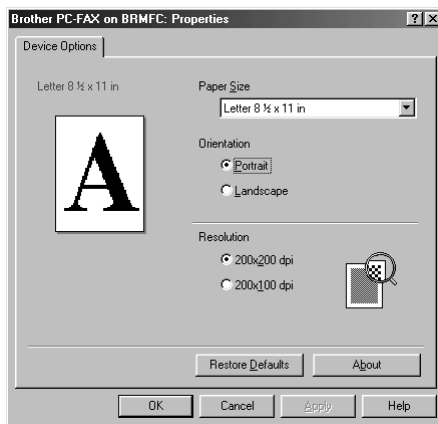 Brother PC-FAX on BRMFC: Properties
Device Options
Letter 8 ½ x 11 in
A
Paper Size
Letter 8 ½ x 11 in
Orientation
Portrait
Landscape
Resolution
200x200 dpi
200x100 dpi
Restore Defaults About
OK Cancel Apply Help